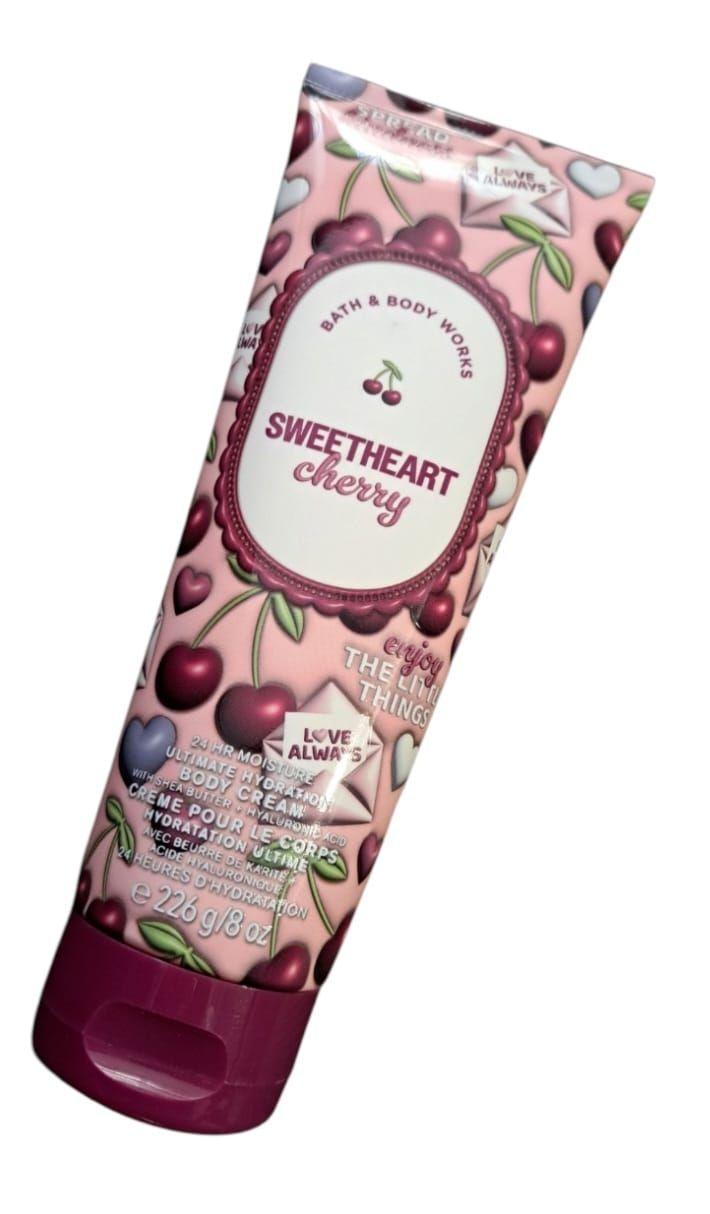 SPREAD
LOVE
ALWAYS
BATH & BODY WORKS
SWEETHEART
cherry
enjoy
THE LITTL
THINGS
LOVE
ALWAYS
24 HR MOISTURE
ULTIMATE HYDRATION
BODY CREAM
WITH SHEA BUTTER + HYALURONIC ACID
CRÈME POUR LE CORPS
HYDRATATION ULTIME
AVEC BEURRE DE KARITÉ +
ACIDE HYALURONIQUE
24 HEURES D'HYDRATATION
e 226 g/8 oz